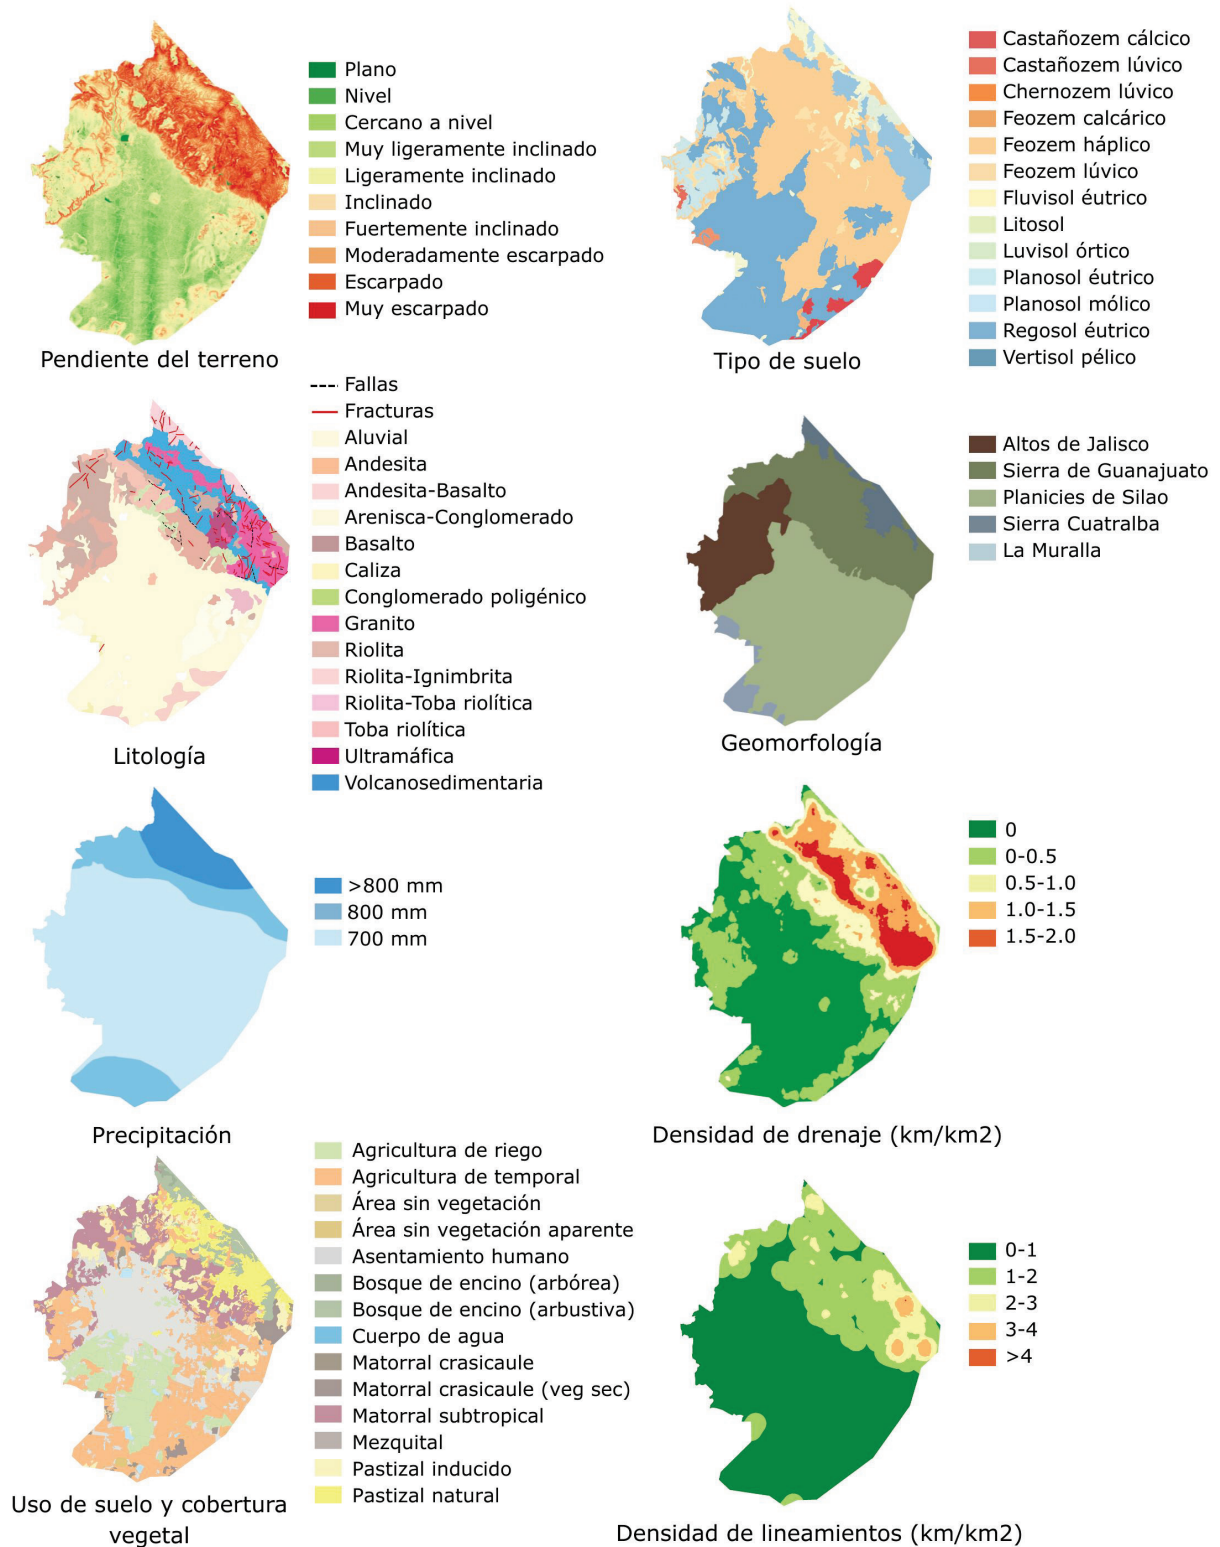 Plano
Nivel
Cercano a nivel
Muy ligeramente inclinado
Ligeramente inclinado
Inclinado
Fuertemente inclinado
Moderadamente escarpado
Escarpado
Muy escarpado
Pendiente del terreno
Castañozem cálcico
Castañozem lúvico
Chernozem lúvico
Feozem calcárico
Feozem háplico
Feozem lúvico
Fluvisol éutrico
Litosol
Luvisol órtico
Planosol éutrico
Planosol mólico
Regosol éutrico
Vertisol pélico
Tipo de suelo
Fallas
Fracturas
Aluvial
Andesita
Andesita-Basalto
Arenisca-Conglomerado
Basalto
Caliza
Conglomerado poligénico
Granito
Riolita
Riolita-Ignimbrita
Riolita-Toba riolítica
Toba riolítica
Ultramáfica
Volcanosedimentaria
Litología
Altos de Jalisco
Sierra de Guanajuato
Planicies de Silao
Sierra Cuatralba
La Muralla
Geomorfología
>800 mm
800 mm
700 mm
Precipitación
0
0-0.5
0.5-1.0
1.0-1.5
1.5-2.0
Densidad de drenaje (km/km2)
Agricultura de riego
Agricultura de temporal
Área sin vegetación
Área sin vegetación aparente
Asentamiento humano
Bosque de encino (arbórea)
Bosque de encino (arbustiva)
Cuerpo de agua
Matorral crasicaule
Matorral crasicaule (veg sec)
Matorral subtropical
Mezquital
Pastizal inducido
Pastizal natural
Uso de suelo y cobertura
vegetal
0-1
1-2
2-3
3-4
>4
Densidad de lineamientos (km/km2)